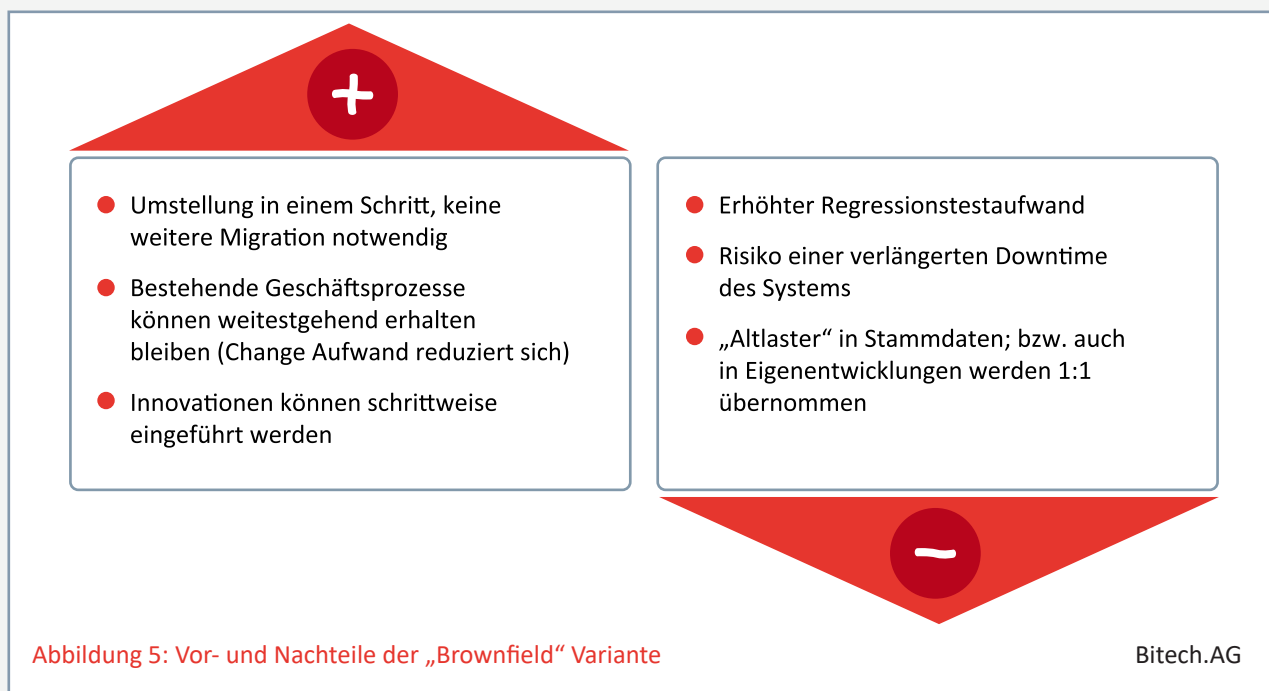 +
Umstellung in einem Schritt, keine
weitere Migration notwendig
Bestehende Geschäftsprozesse
können weitestgehend erhalten
bleiben (Change Aufwand reduziert sich)
Innovationen können schrittweise
eingeführt werden
Erhöhter Regressionstestaufwand
Risiko einer verlängerten Downtime
des Systems
„Altlaster“ in Stammdaten; bzw. auch
in Eigenentwicklungen werden 1:1
übernommen
–
Abbildung 5: Vor- und Nachteile der „Brownfield“ Variante
Bitech.AG